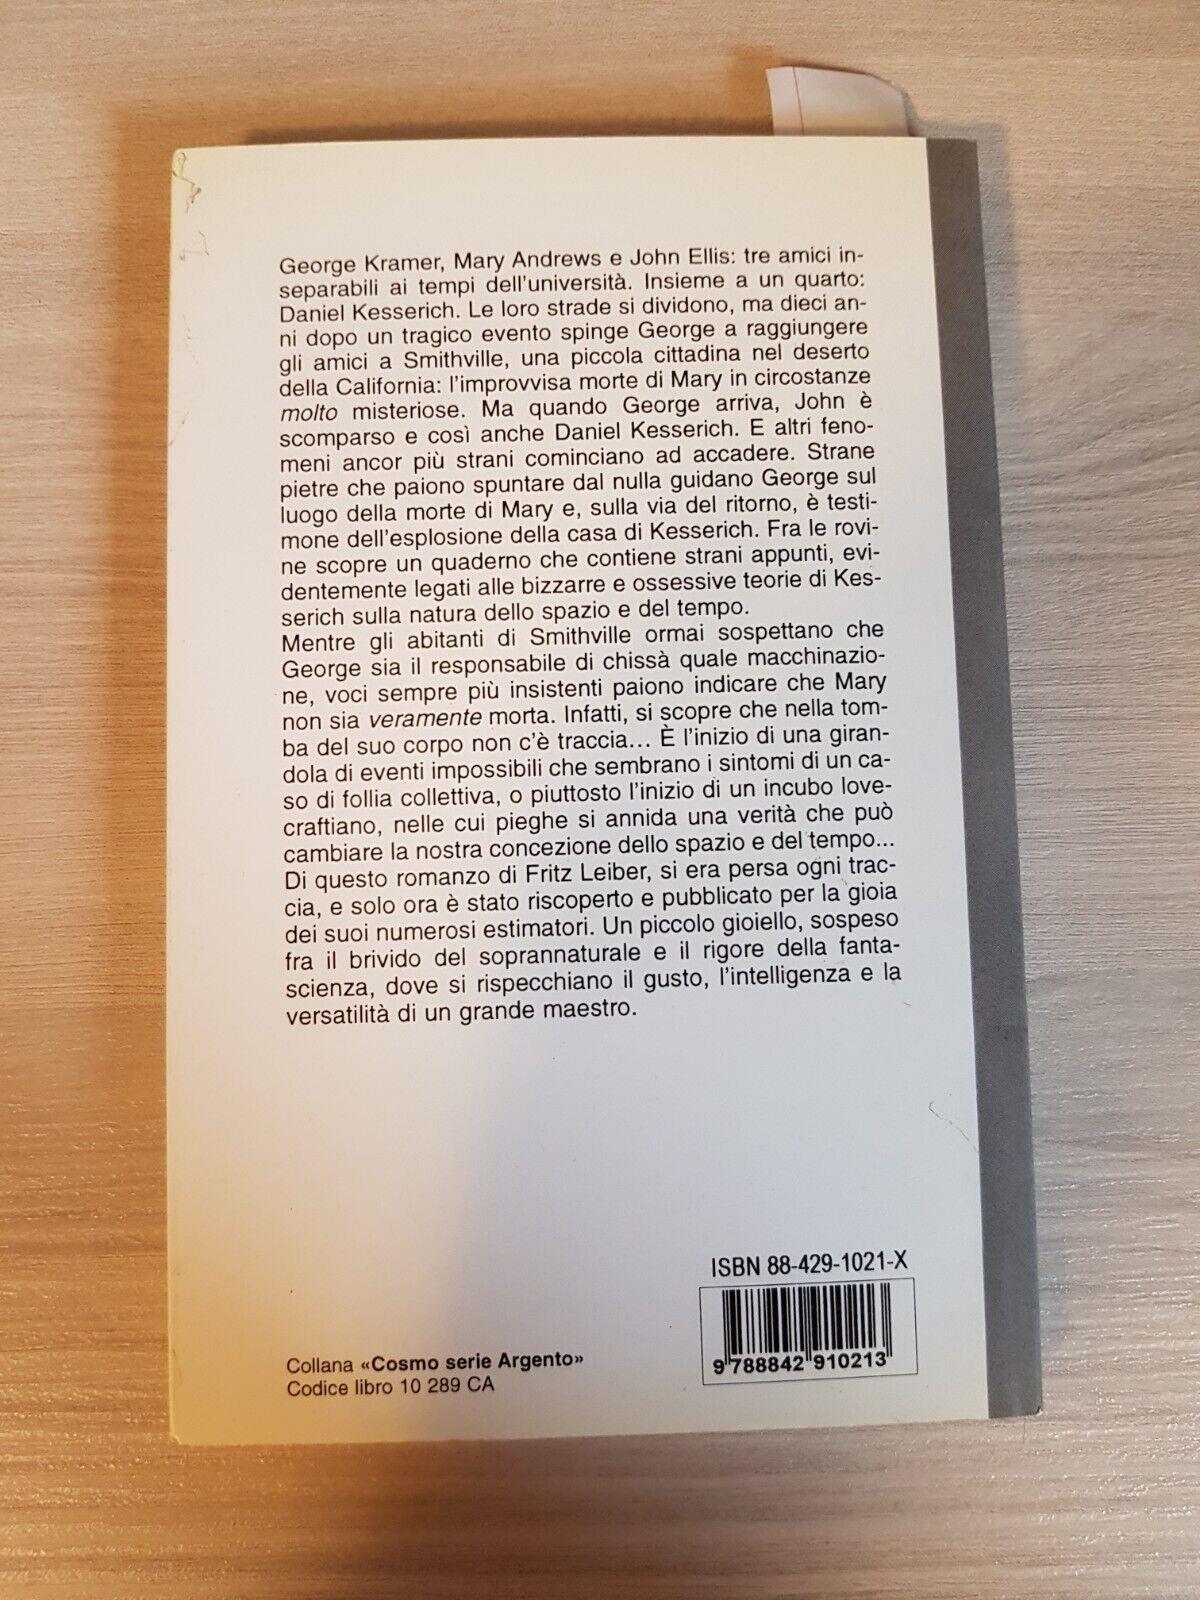 George Kramer, Mary Andrews e John Ellis: tre amici in-
separabili ai tempi dell'università. Insieme a un quarto:
Daniel Kesserich. Le loro strade si dividono, ma dieci an-
ni dopo un tragico evento spinge George a raggiungere
gli amici a Smithville, una piccola cittadina nel deserto
della California: l'improvvisa morte di Mary in circostanze
molto misteriose. Ma quando George arriva, John è
scomparso e così anche Daniel Kesserich. E altri feno-
meni ancor più strani cominciano ad accadere. Strane
pietre che paiono spuntare dal nulla guidano George sul
luogo della morte di Mary e, sulla via del ritorno, è testi-
mone dell'esplosione della casa di Kesserich. Fra le rovi-
ne scopre un quaderno che contiene strani appunti, evi-
dentemente legati alle bizzarre e ossessive teorie di Kes-
serich sulla natura dello spazio e del tempo.
Mentre gli abitanti di Smithville ormai sospettano che
George sia il responsabile di chissà quale macchinazio-
ne, voci sempre più insistenti paiono indicare che Mary
non sia veramente morta. Infatti, si scopre che nella tom-
ba del suo corpo non c'è traccia... È l'inizio di una giran-
dola di eventi impossibili che sembrano i sintomi di un ca-
so di follia collettiva, o piuttosto l'inizio di un incubo love-
craftiano, nelle cui pieghe si annida una verità che può
cambiare la nostra concezione dello spazio e del tempo...
Di questo romanzo di Fritz Leiber, si era persa ogni trac-
cia, e solo ora è stato riscoperto e pubblicato per la gioia
dei suoi numerosi estimatori. Un piccolo gioiello, sospeso
fra il brivido del soprannaturale e il rigore della fanta-
scienza, dove si rispecchiano il gusto, l'intelligenza e la
versatilità di un grande maestro.
ISBN 88-429-1021-X
9 788842 910213
Collana «Cosmo serie Argento»
Codice libro 10 289 CA